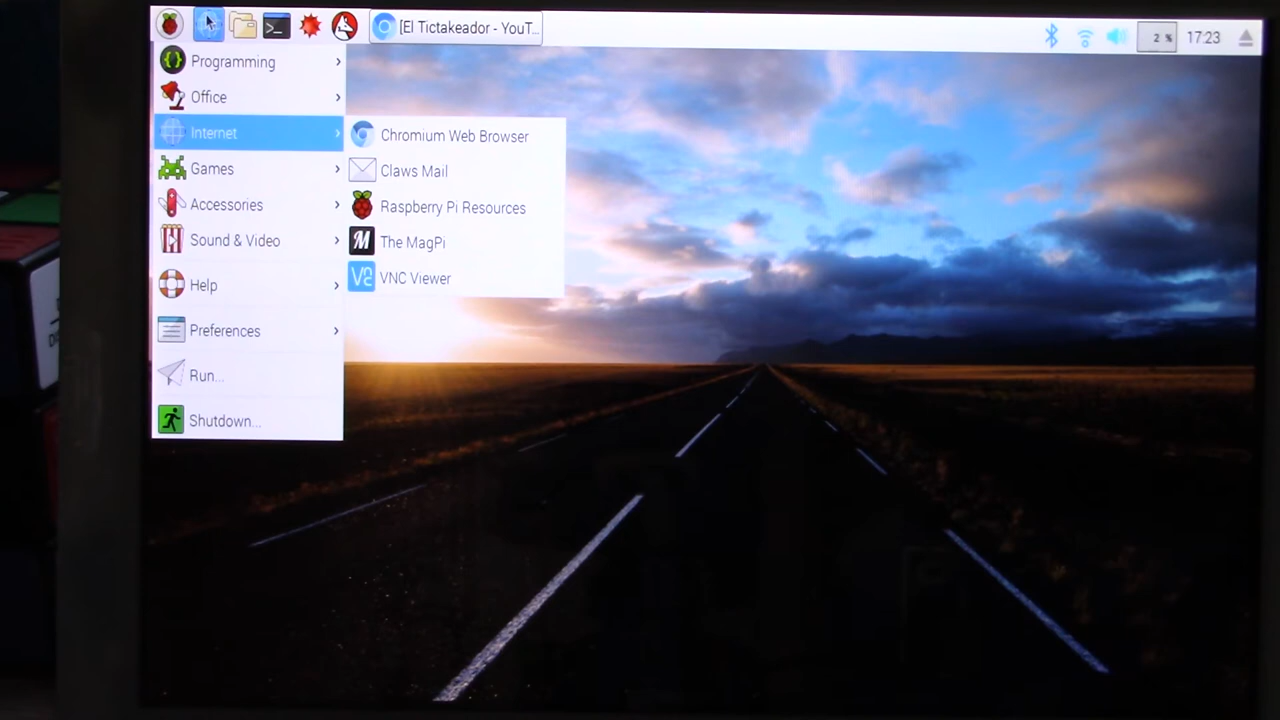 [El Tictakeador - YouT...
2 %
17:23
Programming
Office
Internet
Games
Accessories
Sound & Video
Help
Preferences
Run...
Shutdown...
Chromium Web Browser
Claws Mail
Raspberry Pi Resources
The MagPi
VNC Viewer